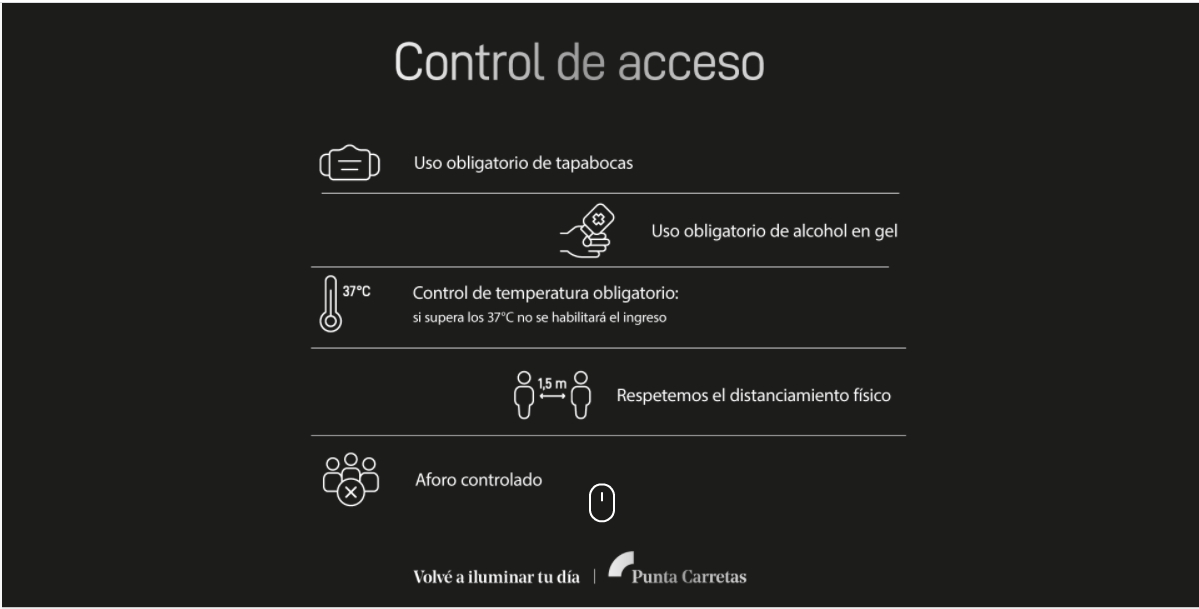 Control de acceso
Uso obligatorio de tapabocas
Uso obligatorio de alcohol en gel
37°C
Control de temperatura obligatorio:
si supera los 37°C no se habilitará el ingreso
1,5 m
Respetemos el distanciamiento físico
Aforo controlado
Volvé a iluminar tu día
Punta Carretas